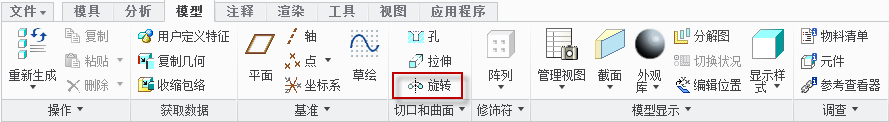 文件 模具 分析 模型 注释 渲染 工具 视图 应用程序
重新生成
复制
粘贴
删除
操作
用户定义特征
复制几何
收缩包络
获取数据
平面
轴
点
坐标系
草绘
基准
孔
拉伸
旋转
切口和曲面
阵列
修饰符
管理视图
截面
外观库
分解图
切换状况
编辑位置
显示样式
模型显示
物料清单
元件
参考查看器
调查